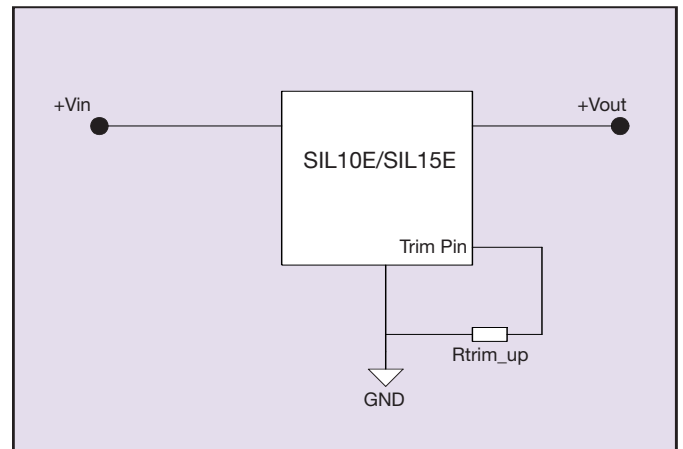 +Vin
+Vout
SIL10E/SIL15E
Trim Pin
Rtrim_up
GND